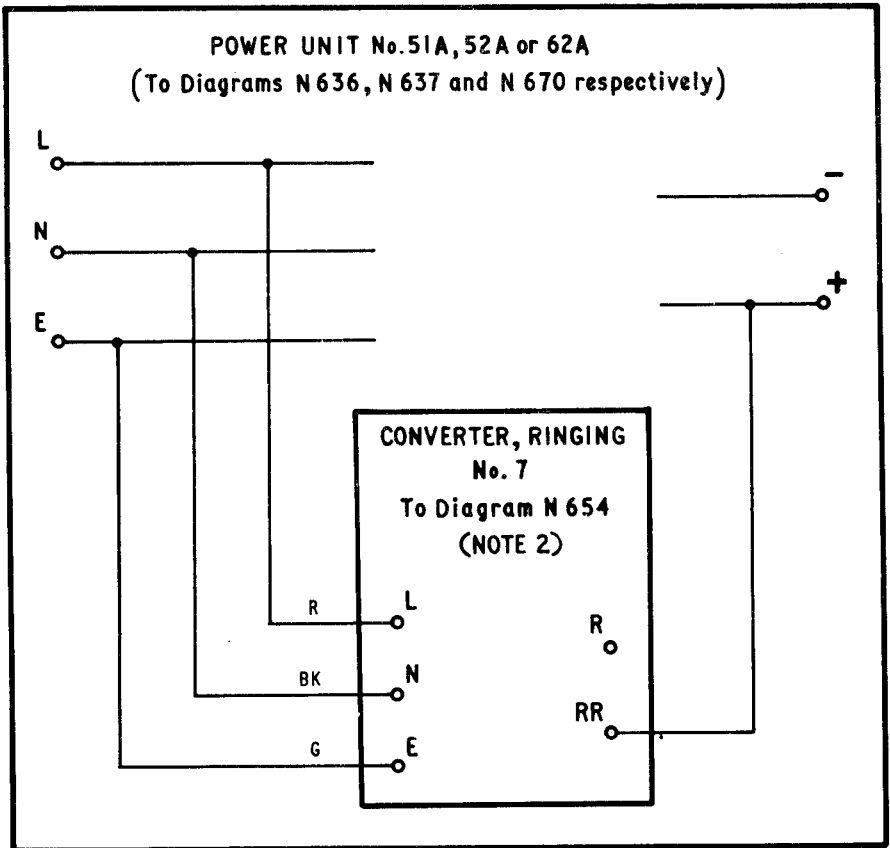 POWER UNIT No.51A, 52A or 62A
(To Diagrams N 636, N 637 and N 670 respectively)
L
N
E
−
+
CONVERTER, RINGING
No. 7
To Diagram N 654
(NOTE 2)
R
L
BK
N
G
E
R
RR